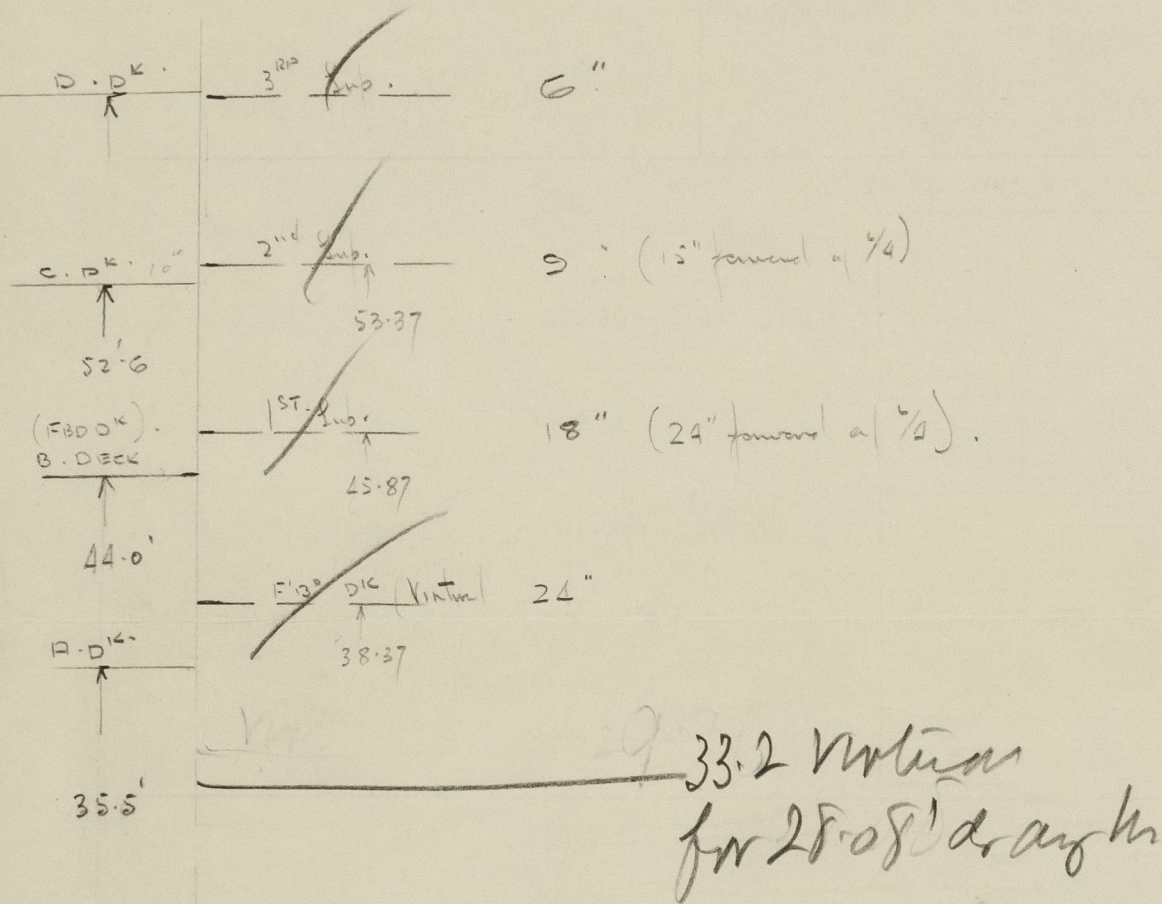 D. DK.
3RD Sup.
6"
C. DK. 10"
2nd Sup.
9" (15" forward of L/4)
53.37
52'.6
(FBD DK).
B. DECK
1ST. Sup.
18" (24" forward of L/4).
45.87
44.0'
F'BD DK (Virtual
24"
38.37
A. DK.
35.5'
33.2
for 28.08' draught